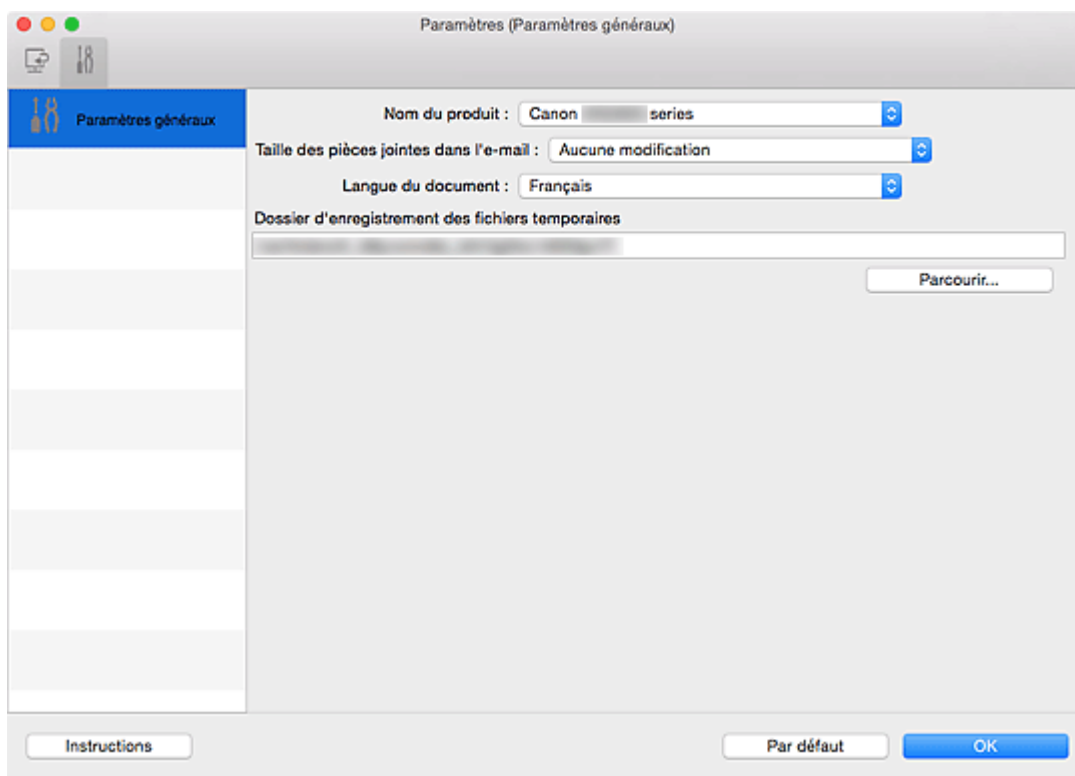 Paramètres (Paramètres généraux)
Paramètres généraux
Nom du produit : Canon series
Taille des pièces jointes dans l'e-mail : Aucune modification
Langue du document : Français
Dossier d'enregistrement des fichiers temporaires
Parcourir...
Instructions
Par défaut
OK